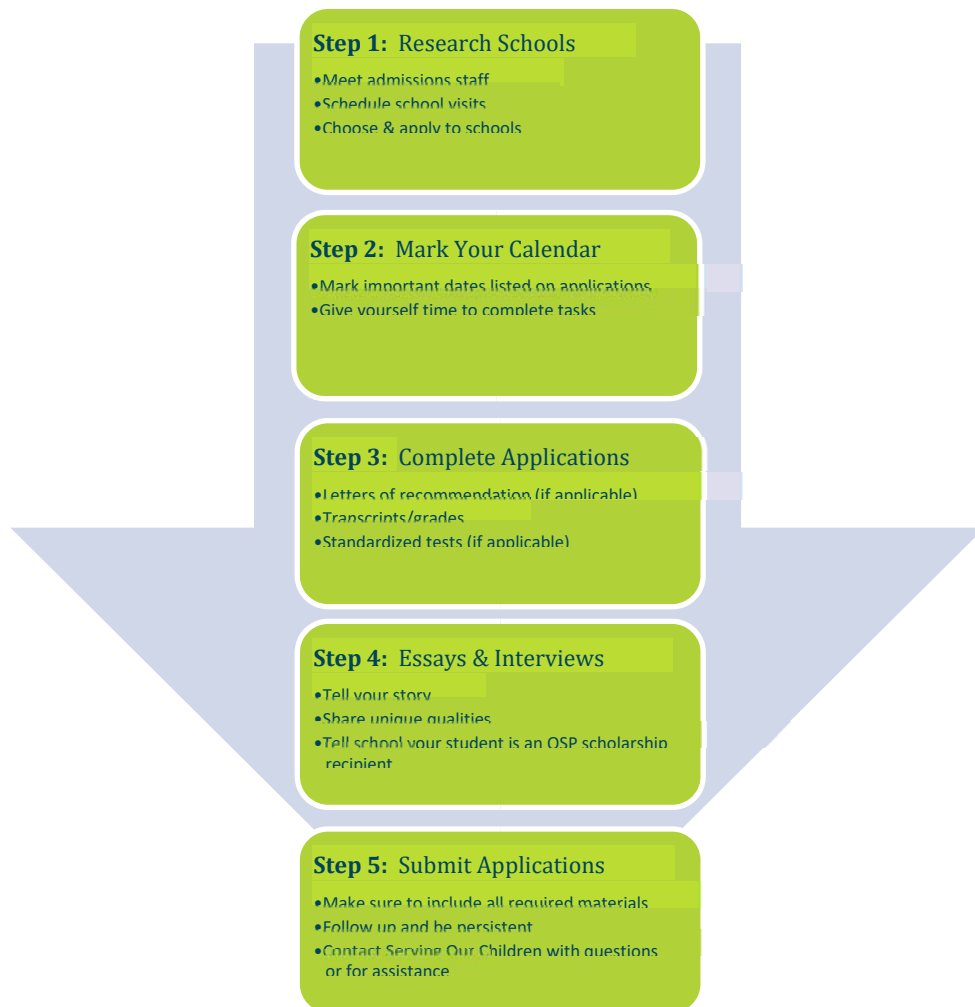 Step 1: Research Schools
•Meet admissions staff
•Schedule school visits
•Choose & apply to schools
Step 2: Mark Your Calendar
•Mark important dates listed on applications
•Give yourself time to complete tasks
Step 3: Complete Applications
•Letters of recommendation (if applicable)
•Transcripts/grades
•Standardized tests (if applicable)
Step 4: Essays & Interviews
•Tell your story
•Share unique qualities
•Tell school your student is an OSP scholarship
recipient
Step 5: Submit Applications
•Make sure to include all required materials
•Follow up and be persistent
•Contact Serving Our Children with questions
or for assistance